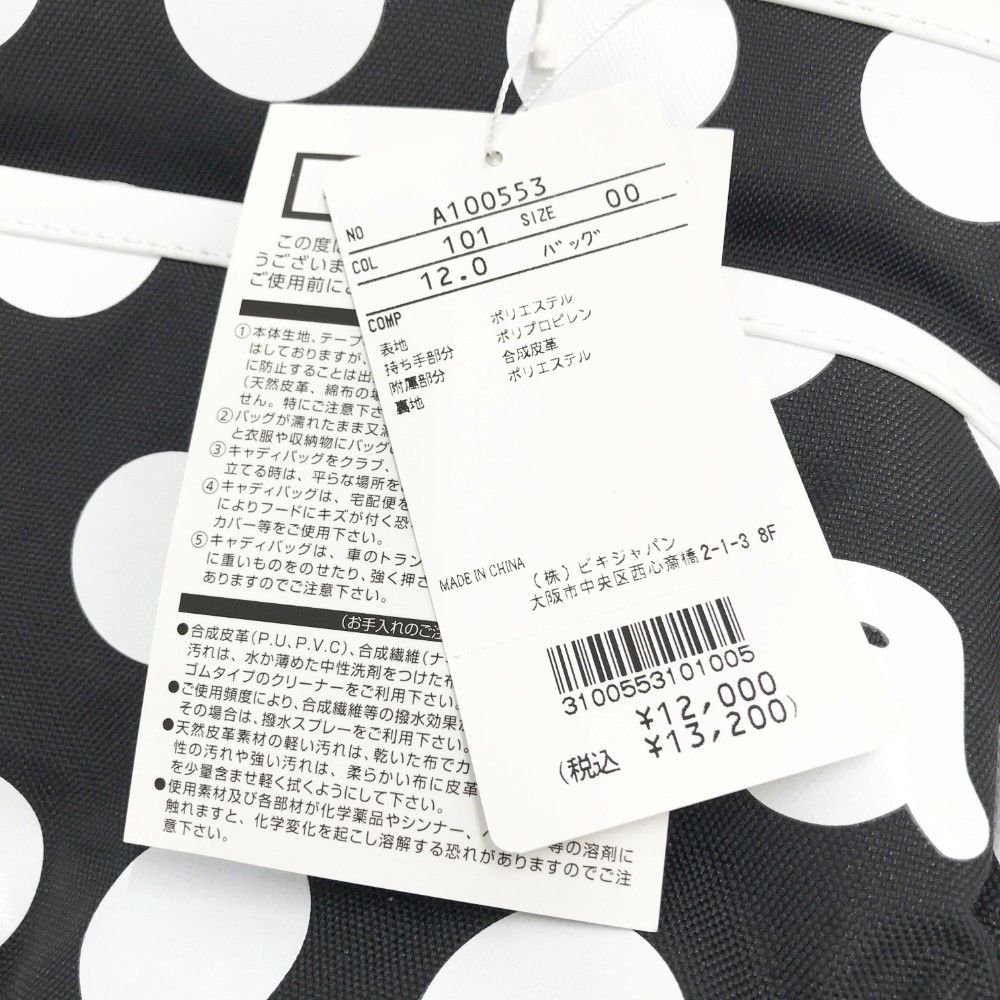 NO A100553
COL 101 SIZE 00
12.0 バッグ
COMP
表地 ポリエステル
持ち手部分 ポリプロピレン
附属部分 合成皮革
裏地 ポリエステル
MADE IN CHINA
(株)ビキジャパン
大阪市中央区西心斎橋2-1-3 8F
3100553101005
¥12,000
(税込 ¥13,200)
この度は
うございま
ご使用前に
①本体生地、テープ
はしておりますが、
に防止することは出
(天然皮革、綿布の場
せん。特にご注意下さ
②バッグが濡れたまま又
と衣服や収納物にバッグの
③キャディバッグをクラブ、
立てる時は、平らな場所を
④キャディバッグは、宅配便を
によりフードにキズが付く恐
カバー等をご使用下さい。
⑤キャディバッグは、車のトラン
に重いものをのせたり、強く押さ
ありますのでご注意下さい。
(お手入れのご注
●合成皮革(P.U.P.V.C)、合成繊維(ナ
汚れは、水か薄めた中性洗剤をつけた布
ゴムタイプのクリーナーをご利用下さい。
●ご使用頻度により、合成繊維等の撥水効果が
その場合は、撥水スプレーをご利用下さい。
●天然皮革素材の軽い汚れは、乾いた布でカ
性の汚れや強い汚れは、柔らかい布に皮革
を少量含ませ軽く拭くようにして下さい。
●使用素材及び各部材が化学薬品やシンナー、 等の溶剤に
触れますと、化学変化を起こし溶解する恐れがありますのでご注
意下さい。